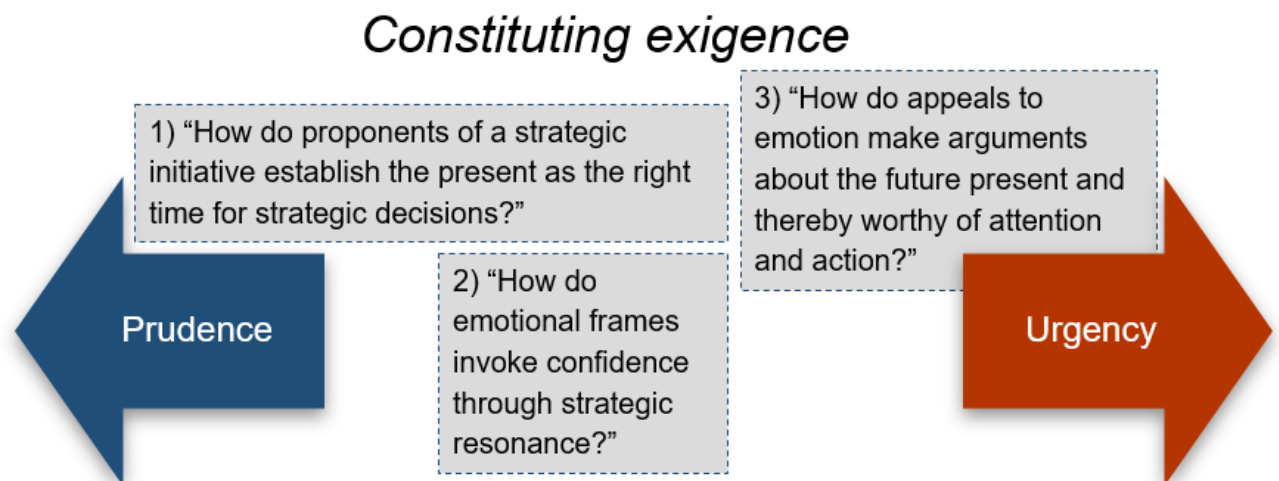 Constituting exigence
1) “How do proponents of a strategic
initiative establish the present as the right
time for strategic decisions?”
2) “How do
emotional frames
invoke confidence
through strategic
resonance?”
3) “How do appeals to
emotion make arguments
about the future present and
thereby worthy of attention
and action?”
Prudence
Urgency